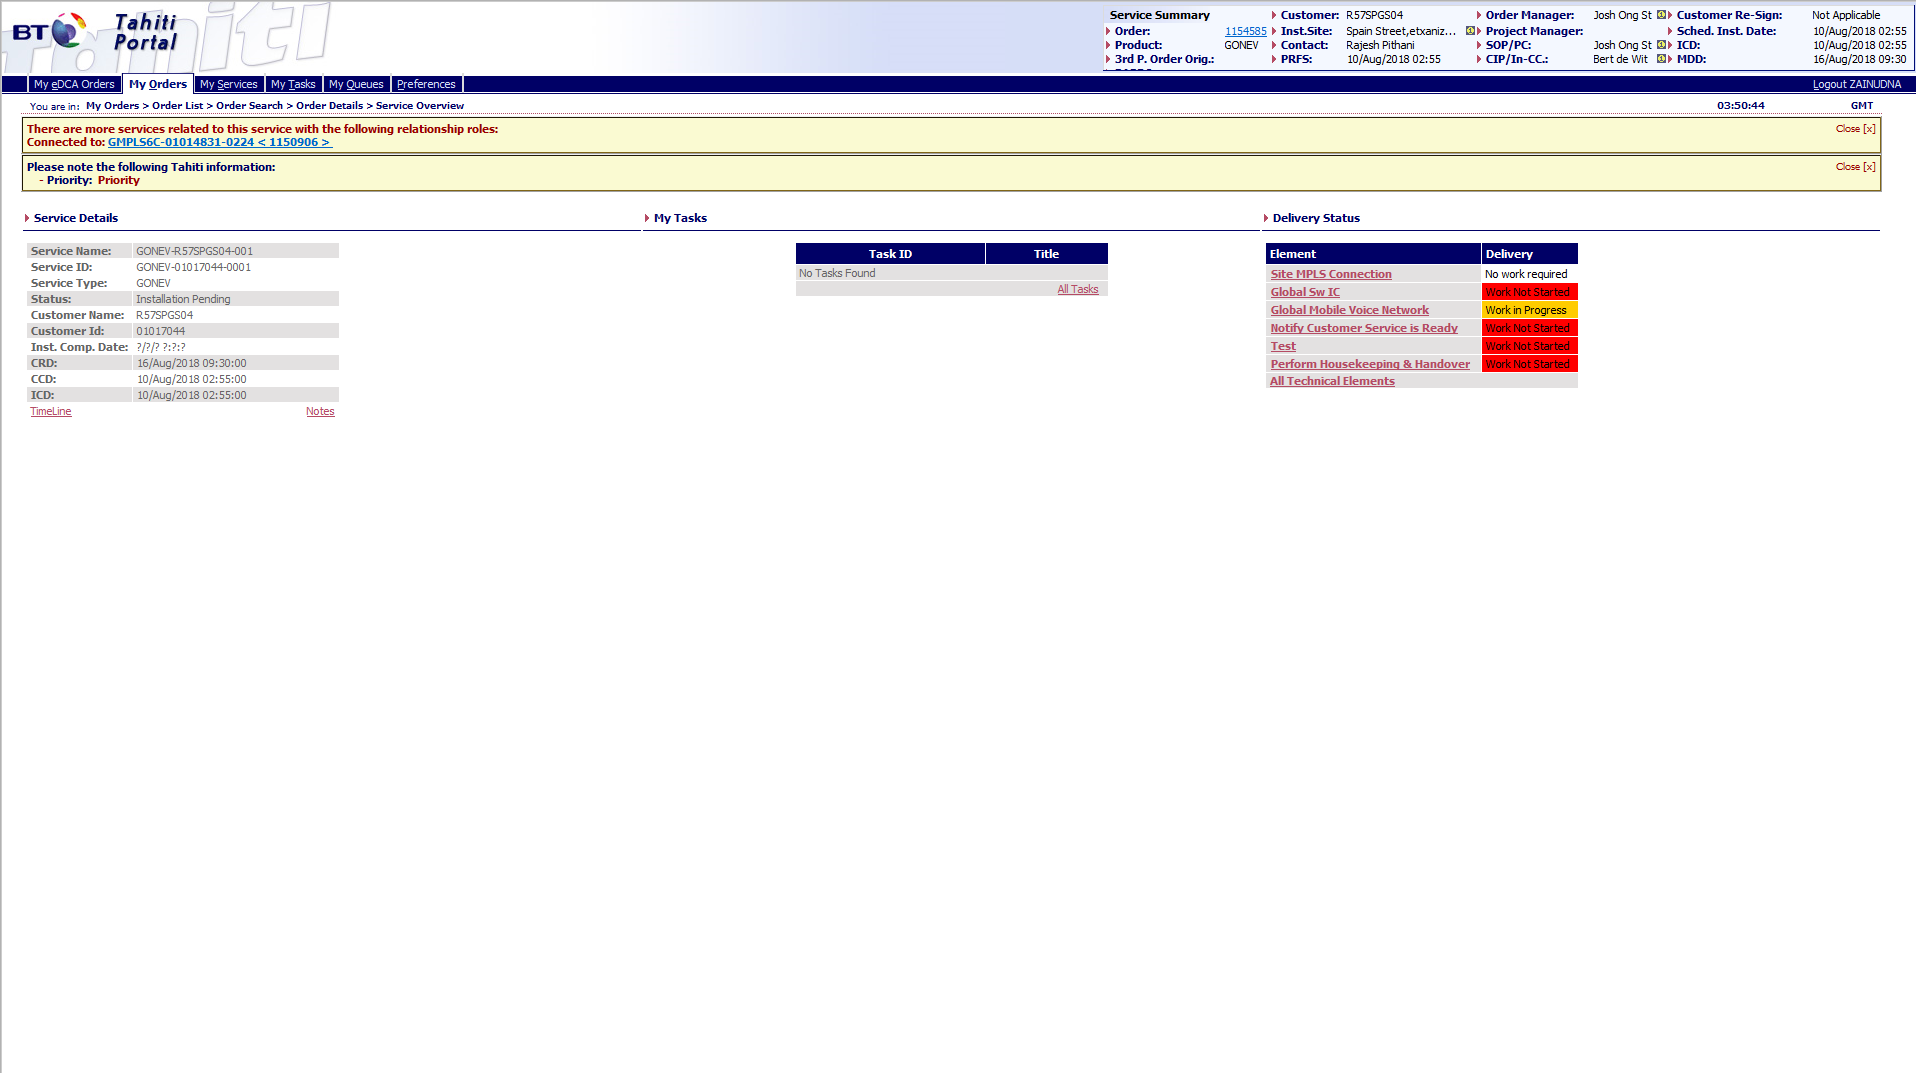 BT
Tahiti
Portal
Service Summary
Order: 1154585
Product: GONEV
3rd P. Order Orig.:
Customer: R57SPGS04
Inst.Site: Spain Street,etxaniz...
Contact: Rajesh Pithani
PRFS: 10/Aug/2018 02:55
Order Manager: Josh Ong St
Project Manager:
SOP/PC: Josh Ong St
CIP/In-CC.: Bert de Wit
Customer Re-Sign: Not Applicable
Sched. Inst. Date: 10/Aug/2018 02:55
ICD: 10/Aug/2018 02:55
MDD: 16/Aug/2018 09:30
My eDCA Orders My Orders My Services My Tasks My Queues Preferences Logout ZAINUDNA
You are in: My Orders > Order List > Order Search > Order Details > Service Overview 03:50:44 GMT
There are more services related to this service with the following relationship roles: Close [x]
Connected to: GMPLS6C-01014831-0224 < 1150906 >
Please note the following Tahiti information: Close [x]
- Priority: Priority
Service Details
Service Name: GONEV-R57SPGS04-001
Service ID: GONEV-01017044-0001
Service Type: GONEV
Status: Installation Pending
Customer Name: R57SPGS04
Customer Id: 01017044
Inst. Comp. Date: ?/?/? ?:?:?
CRD: 16/Aug/2018 09:30:00
CCD: 10/Aug/2018 02:55:00
ICD: 10/Aug/2018 02:55:00
TimeLine Notes
My Tasks
Task ID Title
No Tasks Found
All Tasks
Delivery Status
Element Delivery
Site MPLS Connection No work required
Global Sw IC Work Not Started
Global Mobile Voice Network Work in Progress
Notify Customer Service is Ready Work Not Started
Test Work Not Started
Perform Housekeeping & Handover Work Not Started
All Technical Elements